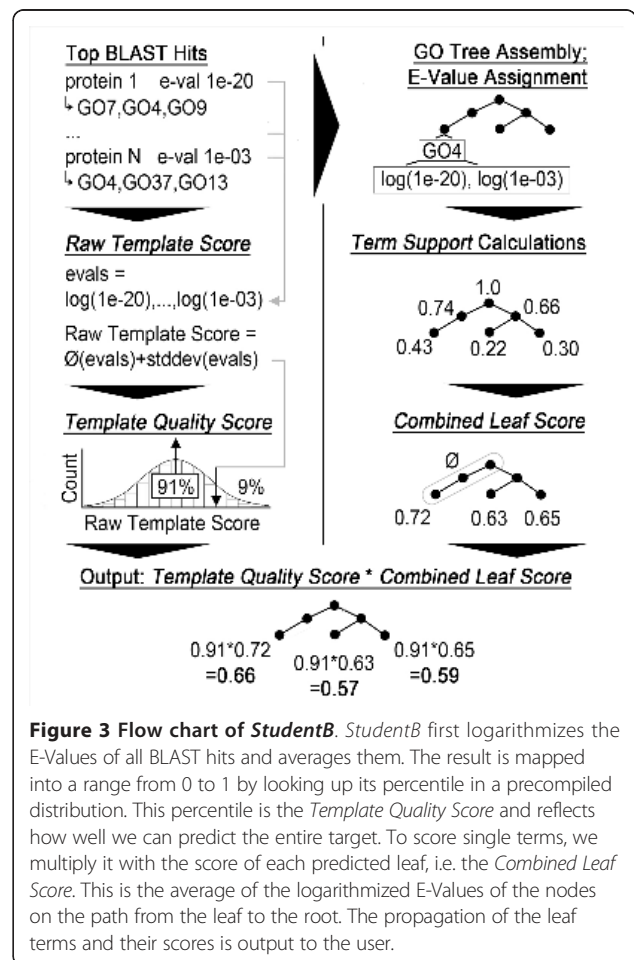 Top BLAST Hits
protein 1 e-val 1e-20
GO7,GO4,GO9
...
protein N e-val 1e-03
GO4,GO37,GO13
Raw Template Score
evals =
log(1e-20),...,log(1e-03)
Raw Template Score =
Ø(evals)+stddev(evals)
Template Quality Score
Count
91%
9%
Raw Template Score
GO Tree Assembly;
E-Value Assignment
GO4
log(1e-20), log(1e-03)
Term Support Calculations
1.0
0.74 0.66
0.43 0.22 0.30
Combined Leaf Score
Ø
0.72 0.63 0.65
Output: Template Quality Score * Combined Leaf Score
0.91*0.72 0.91*0.63 0.91*0.65
=0.66 =0.57 =0.59
Figure 3 Flow chart of StudentB. StudentB first logarithmizes the
E-Values of all BLAST hits and averages them. The result is mapped
into a range from 0 to 1 by looking up its percentile in a precompiled
distribution. This percentile is the Template Quality Score and reflects
how well we can predict the entire target. To score single terms, we
multiply it with the score of each predicted leaf, i.e. the Combined Leaf
Score. This is the average of the logarithmized E-Values of the nodes
on the path from the leaf to the root. The propagation of the leaf
terms and their scores is output to the user.